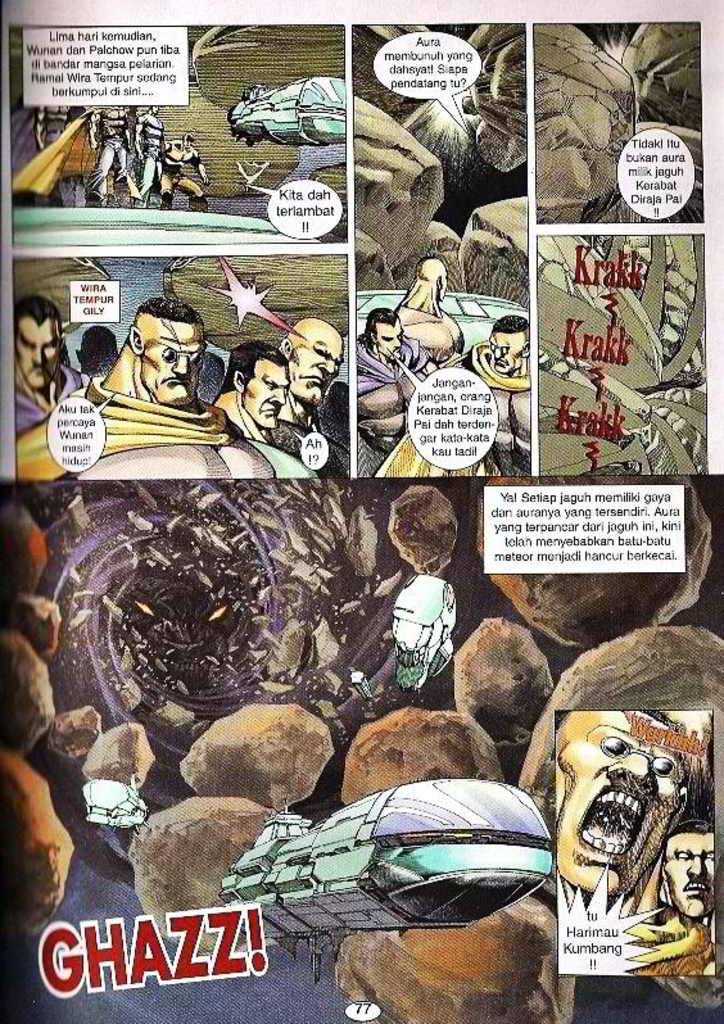 Lima hari kemudian,
Wunan dan Palchow pun tiba
di bandar mangsa pelarian.
Ramai Wira Tempur sedang
berkumpul di sini....
Kita dah
terlambat
!!
WIRA
TEMPUR
GILY
Aku tak
percaya
Wunan
masih
hidup!
Ah
!?
Aura
membunuh yang
dahsyat! Siapa
pendatang tu?
Jangan-
jangan, orang
Kerabat Diraja
Pai dah terden-
gar kata-kata
kau tadi!
Tidak! Itu
bukan aura
milik jaguh
Kerabat
Diraja Pai
!!
Krakk
Krakk
Krakk
Ya! Setiap jaguh memiliki gaya
dan auranya yang tersendiri. Aura
yang terpancar dari jaguh ini, kini
telah menyebabkan batu-batu
meteor menjadi hancur berkecai.
GHAZZ!
Tu
Harimau
Kumbang
!!
77